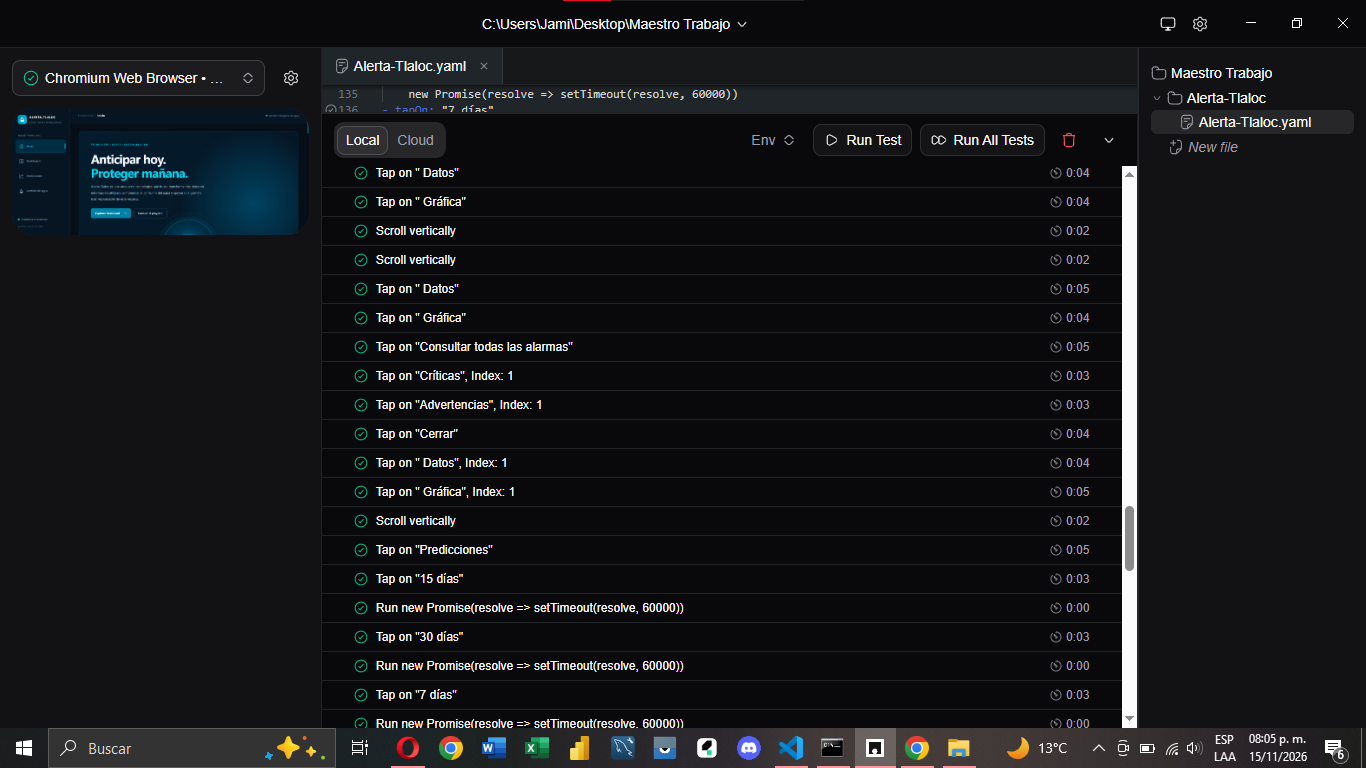 C:\Users\Jami\Desktop\Maestro Trabajo
Chromium Web Browser • ...
Alerta-Tlaloc.yaml
135 new Promise(resolve => setTimeout(resolve, 60000))
136 - tapOn: "7 días"
Local Cloud Env Run Test Run All Tests
Tap on " Datos" 0:04
Tap on " Gráfica" 0:04
Scroll vertically 0:02
Scroll vertically 0:02
Tap on " Datos" 0:05
Tap on " Gráfica" 0:04
Tap on "Consultar todas las alarmas" 0:05
Tap on "Críticas", Index: 1 0:03
Tap on "Advertencias", Index: 1 0:03
Tap on "Cerrar" 0:04
Tap on " Datos", Index: 1 0:04
Tap on " Gráfica", Index: 1 0:05
Scroll vertically 0:02
Tap on "Predicciones" 0:05
Tap on "15 días" 0:03
Run new Promise(resolve => setTimeout(resolve, 60000)) 0:00
Tap on "30 días" 0:03
Run new Promise(resolve => setTimeout(resolve, 60000)) 0:00
Tap on "7 días" 0:03
Run new Promise(resolve => setTimeout(resolve, 60000)) 0:00
Anticipar hoy.
Proteger mañana.
Maestro Trabajo
Alerta-Tlaloc
Alerta-Tlaloc.yaml
New file
Buscar
13°C
ESP
LAA
08:05 p. m.
15/11/2026
6